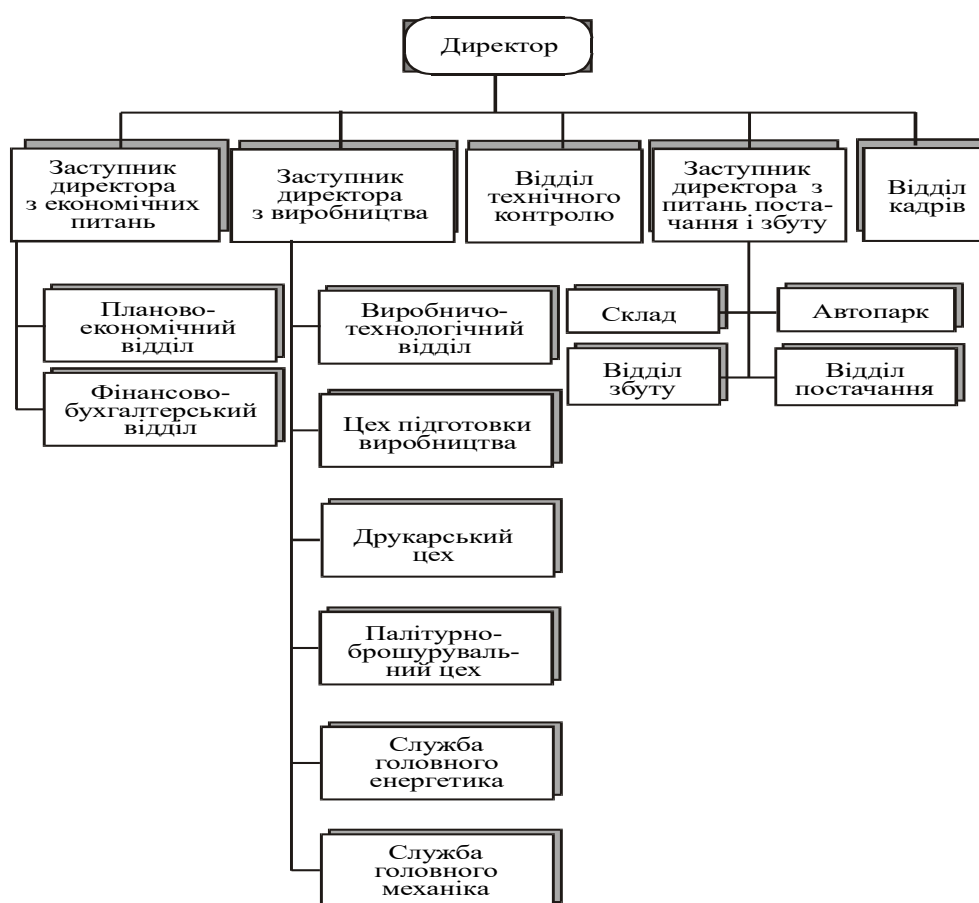 Директор
Заступник
директора
з економічних
питань
Заступник
директора
з виробництва
Відділ
технічного
контролю
Заступник
директора з
питань поста-
чання і збуту
Відділ
кадрів
Планово-
економічний
відділ
Фінансово-
бухгалтерський
відділ
Виробничо-
технологічний
відділ
Цех підготовки
виробництва
Друкарський
цех
Палітурно-
брошуруваль-
ний цех
Служба
головного
енергетика
Служба
головного
механіка
Склад
Автопарк
Відділ
збуту
Відділ
постачання